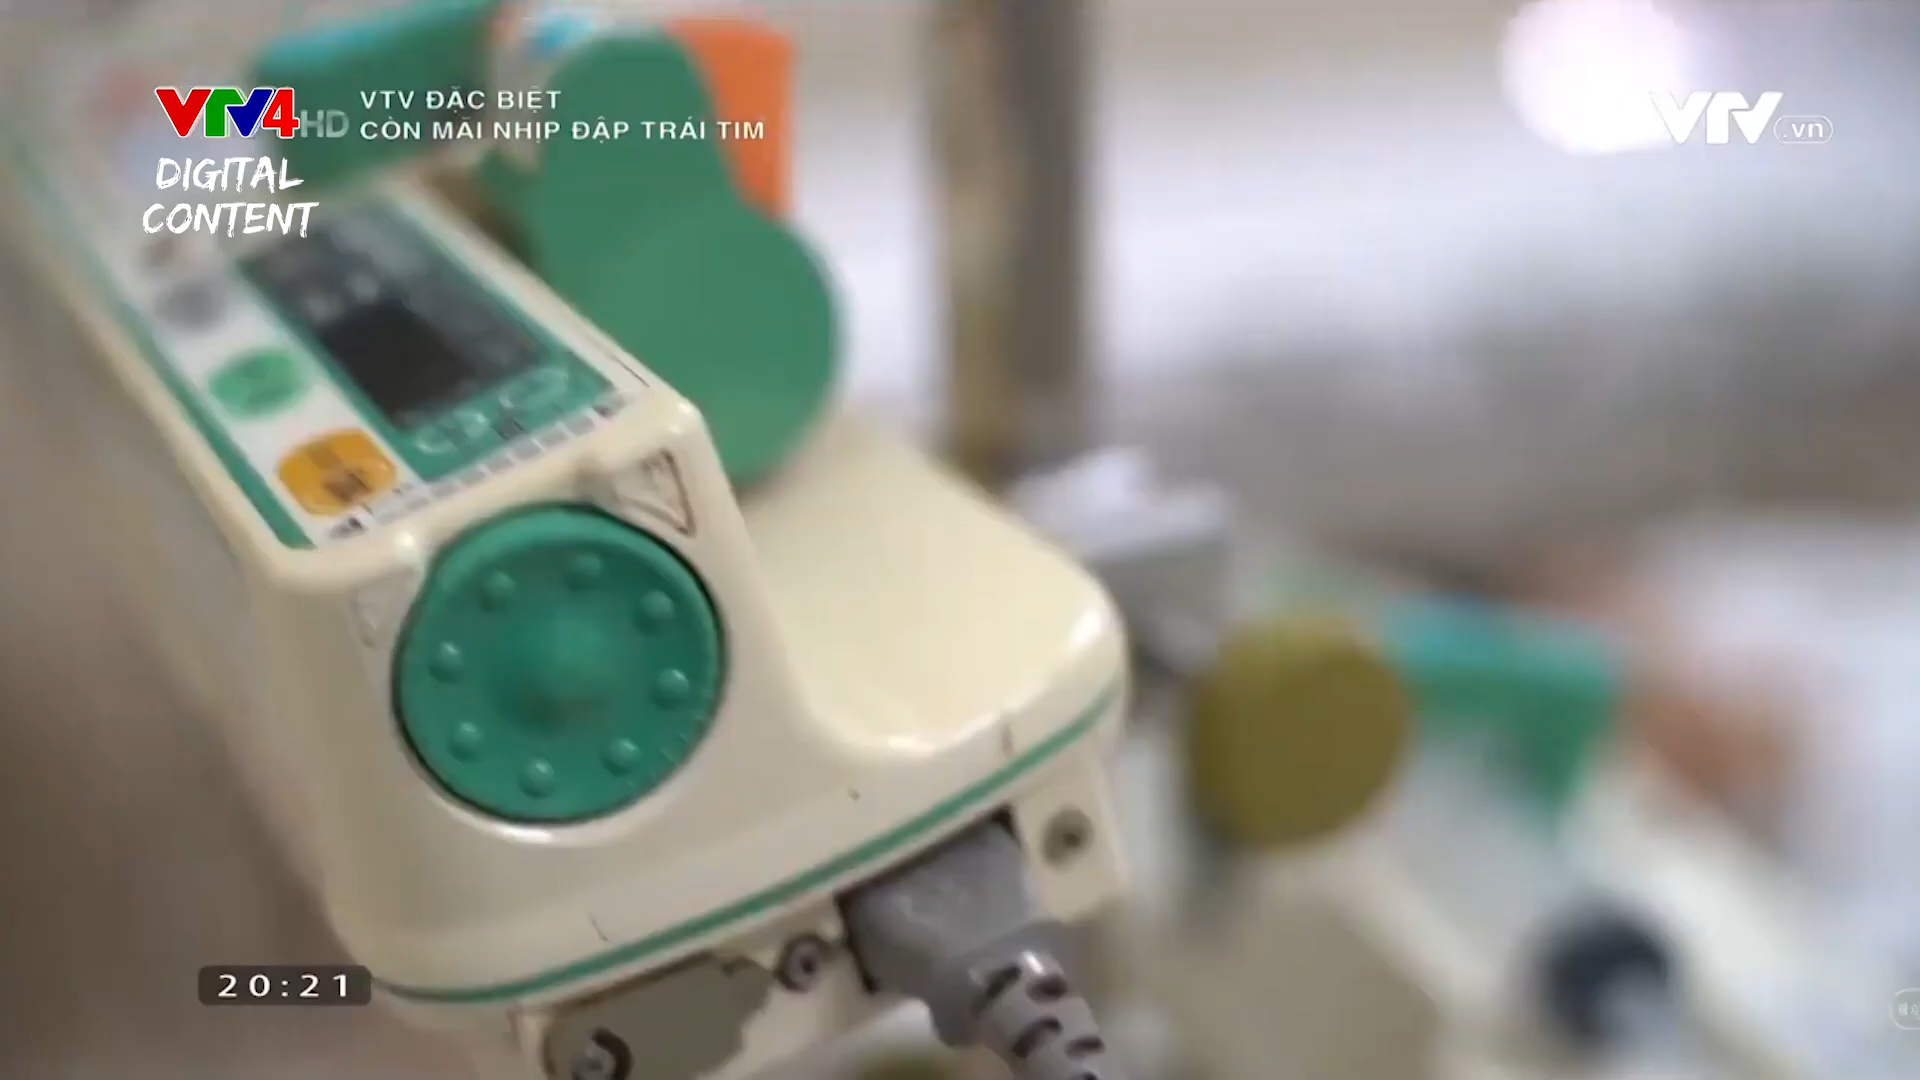 VTV4 HD
VTV ĐẶC BIỆT
CÒN MÃI NHỊP ĐẬP TRÁI TIM
DIGITAL
CONTENT
VTV.vn
20:21